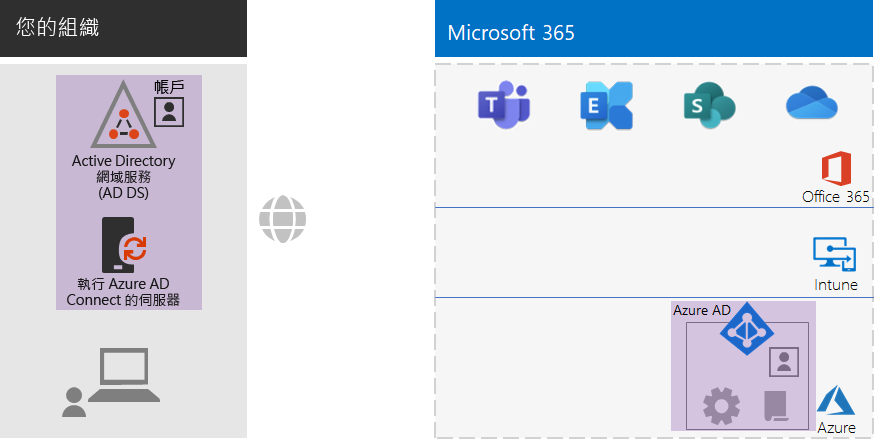 您的組織
Microsoft 365
帳戶
Active Directory
網域服務
(AD DS)
執行 Azure AD
Connect 的伺服器
T
E
S
Office 365
Intune
Azure AD
Azure